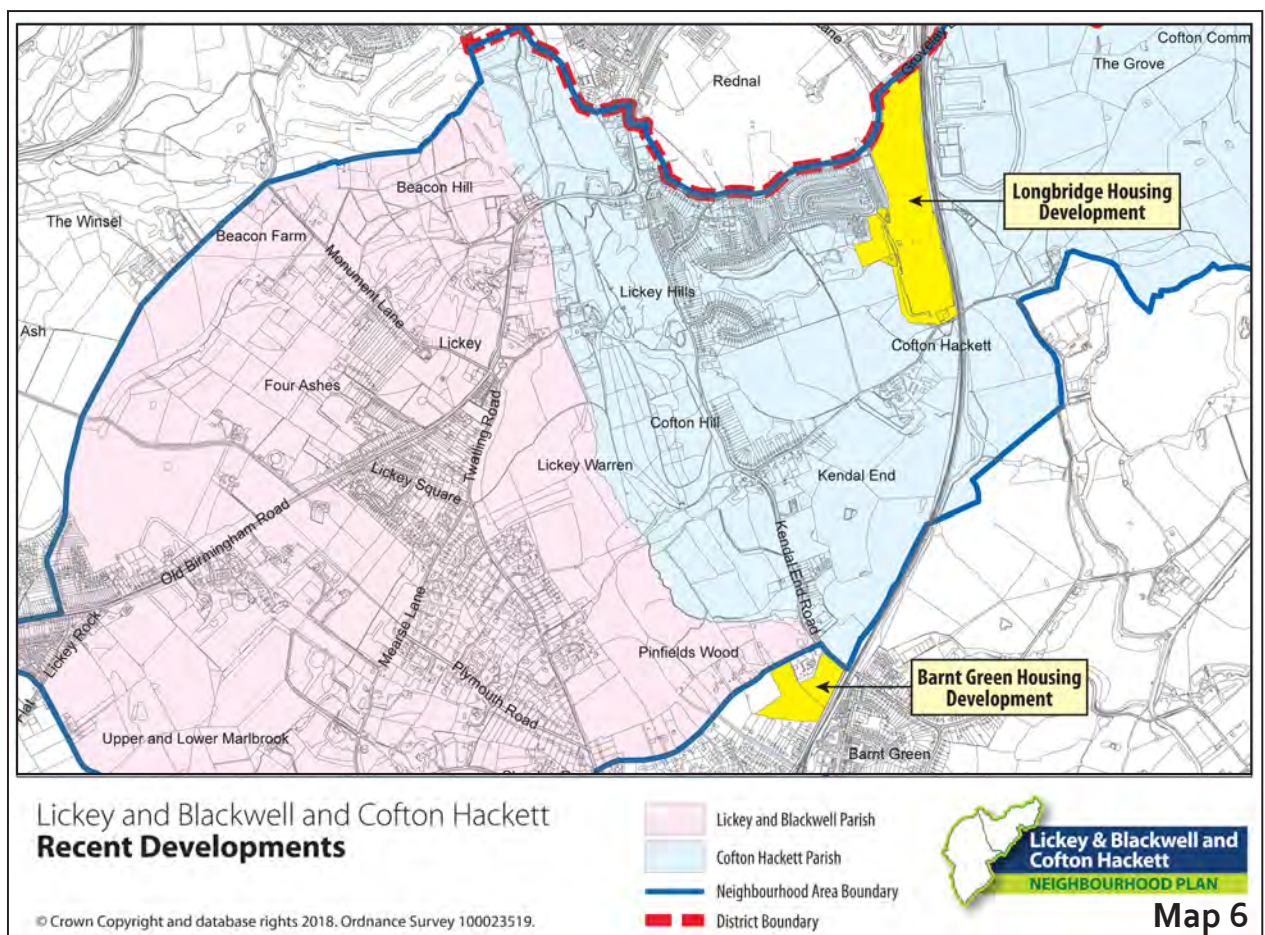 Cofton Comm
The Grove
Groveley
ane
Rednal
Longbridge Housing
Development
Beacon Hill
The Winsel
Beacon Farm
Monument Lane
Lickey Hills
Ash
Lickey
Cofton Hackett
Four Ashes
Twatling Road
Cofton Hill
Lickey Warren
Lickey Square
Kendal End
Old Birmingham Road
Kendal End Road
Mearse Lane
Lickey Rock
Pinfields Wood
Plymouth Road
Barnt Green Housing
Development
Upper and Lower Marlbrook
Barnt Green
Lickey and Blackwell and Cofton Hackett
Recent Developments
© Crown Copyright and database rights 2018. Ordnance Survey 100023519.
Lickey and Blackwell Parish
Cofton Hackett Parish
Neighbourhood Area Boundary
District Boundary
Lickey & Blackwell and
Cofton Hackett
NEIGHBOURHOOD PLAN
Map 6